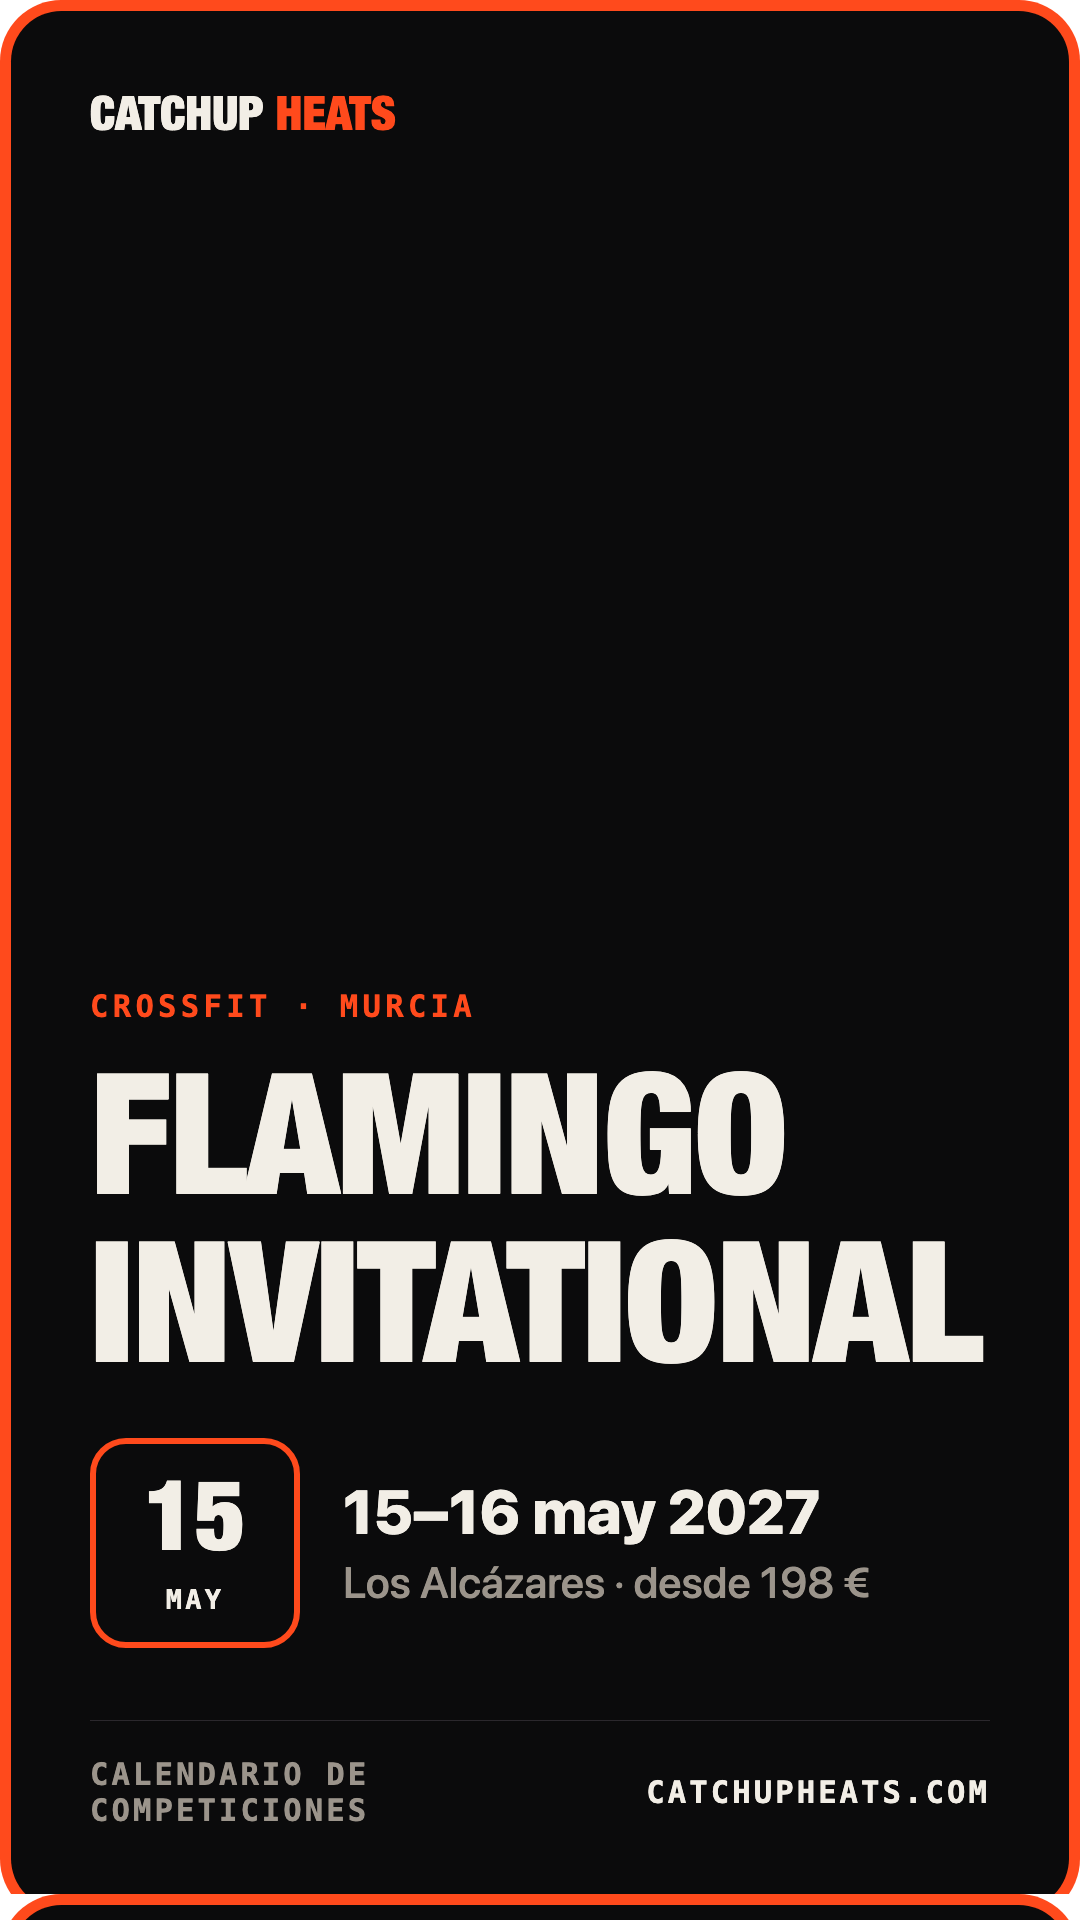 CATCHUP HEATS
CROSSFIT · MURCIA
FLAMINGO
INVITATIONAL
15
MAY
15–16 may 2027
Los Alcázares · desde 198 €
CALENDARIO DE
COMPETICIONES
CATCHUPHEATS.COM